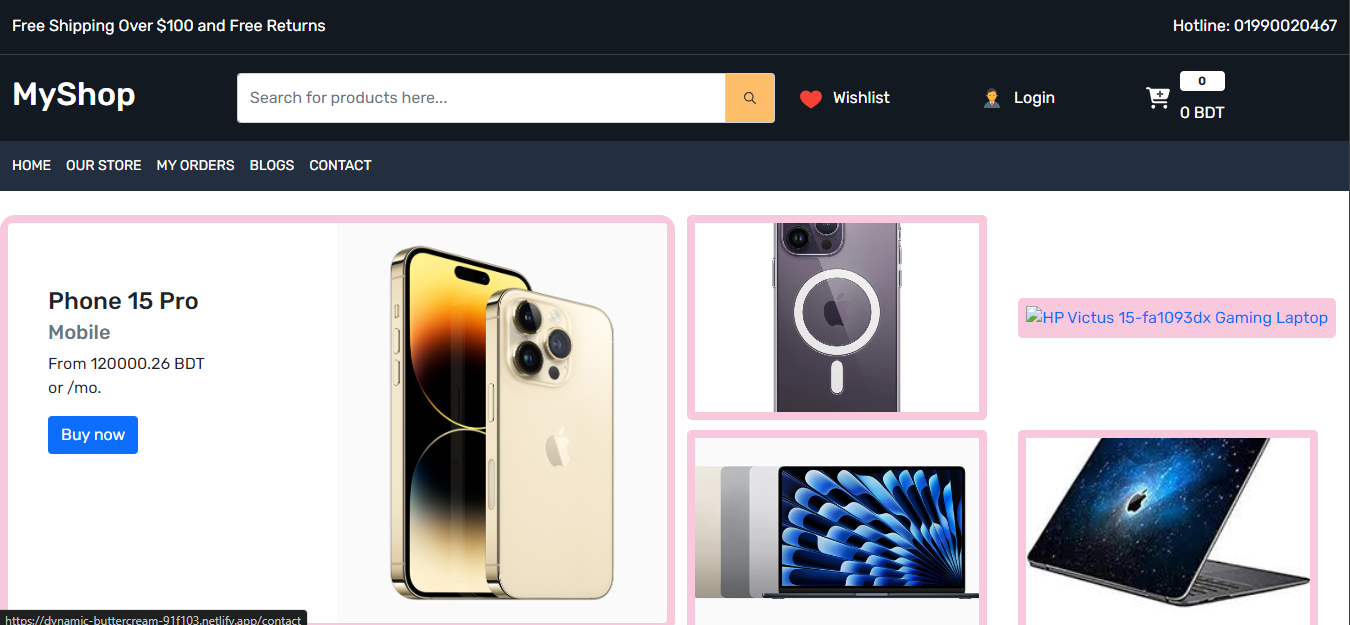 Free Shipping Over $100 and Free Returns
Hotline: 01990020467
MyShop
Search for products here...
Wishlist
Login
0
0 BDT
HOME OUR STORE MY ORDERS BLOGS CONTACT
Phone 15 Pro
Mobile
From 120000.26 BDT
or /mo.
Buy now
HP Victus 15-fa1093dx Gaming Laptop
https://dynamic-buttercream-91f103.netlify.app/contact